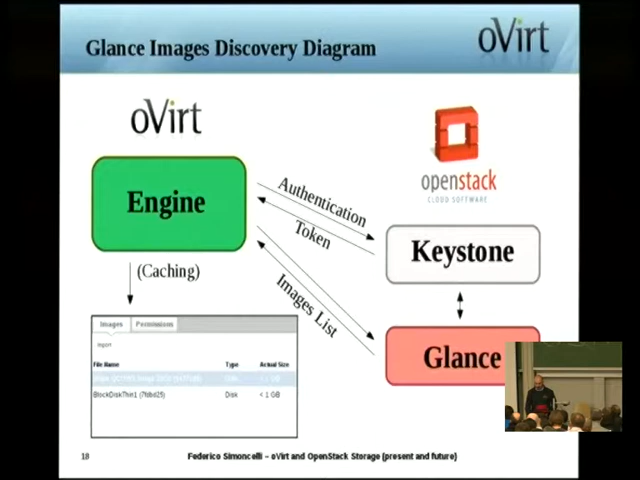 Glance Images Discovery Diagram
oVirt
oVirt
openstack
CLOUD SOFTWARE
Engine
Authentication
Token
Keystone
(Caching)
Images List
Glance
Images Permissions
Import
File Name Type Actual Size
Disk < 1 GB
BlockDiskThin1 (7fdbd25) Disk < 1 GB
18
Federico Simoncelli – oVirt and OpenStack Storage (present and future)